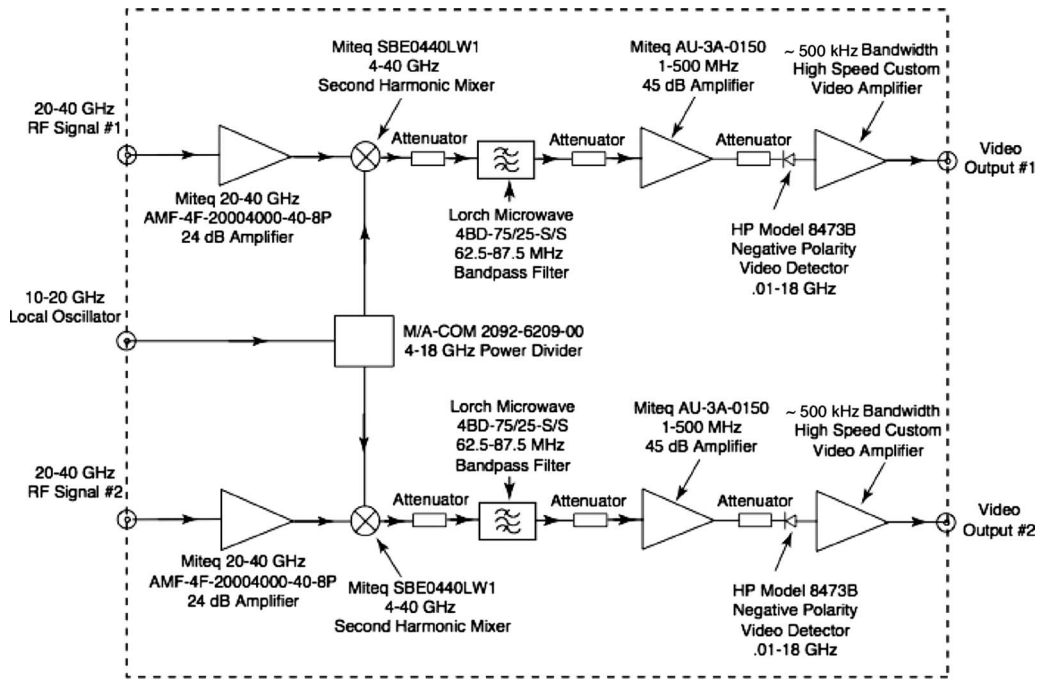 Miteq SBE0440LW1
4-40 GHz
Second Harmonic Mixer
Miteq AU-3A-0150
1-500 MHz
45 dB Amplifier
~ 500 kHz Bandwidth
High Speed Custom
Video Amplifier
20-40 GHz
RF Signal #1
Attenuator
Attenuator
Attenuator
Video
Output #1
Miteq 20-40 GHz
AMF-4F-20004000-40-8P
24 dB Amplifier
Lorch Microwave
4BD-75/25-S/S
62.5-87.5 MHz
Bandpass Filter
HP Model 8473B
Negative Polarity
Video Detector
.01-18 GHz
10-20 GHz
Local Oscillator
M/A-COM 2092-6209-00
4-18 GHz Power Divider
Lorch Microwave
4BD-75/25-S/S
62.5-87.5 MHz
Bandpass Filter
Miteq AU-3A-0150
1-500 MHz
45 dB Amplifier
~ 500 kHz Bandwidth
High Speed Custom
Video Amplifier
20-40 GHz
RF Signal #2
Attenuator
Attenuator
Attenuator
Video
Output #2
Miteq 20-40 GHz
AMF-4F-20004000-40-8P
24 dB Amplifier
Miteq SBE0440LW1
4-40 GHz
Second Harmonic Mixer
HP Model 8473B
Negative Polarity
Video Detector
.01-18 GHz